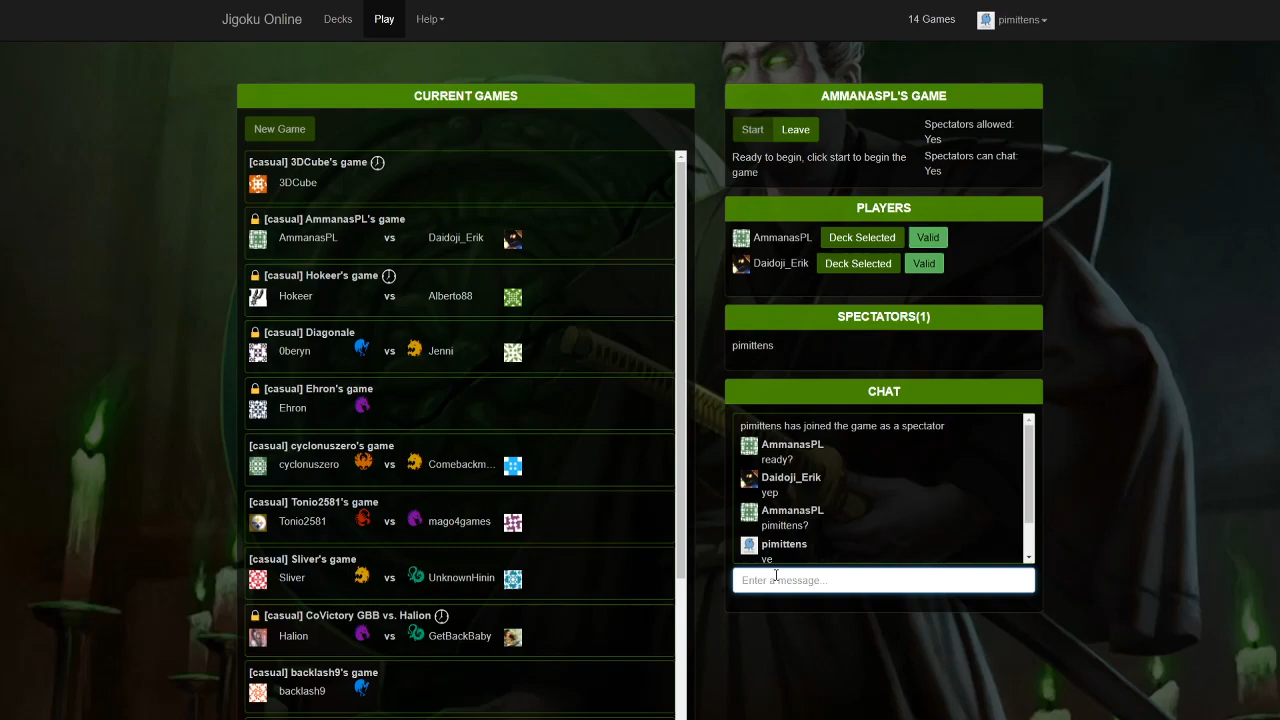 Jigoku Online Decks Play Help 14 Games pimittens
CURRENT GAMES
New Game
[casual] 3DCube's game
3DCube
[casual] AmmanasPL's game
AmmanasPL vs Daidoji_Erik
[casual] Hokeer's game
Hokeer vs Alberto88
[casual] Diagonale
0beryn vs Jenni
[casual] Ehron's game
Ehron
[casual] cyclonuszero's game
cyclonuszero vs Comebackm...
[casual] Tonio2581's game
Tonio2581 vs mago4games
[casual] Sliver's game
Sliver vs UnknownHinin
[casual] CoVictory GBB vs. Halion
Halion vs GetBackBaby
[casual] backlash9's game
backlash9
AMMANASPL'S GAME
Start Leave
Ready to begin, click start to begin the
game
Spectators allowed:
Yes
Spectators can chat:
Yes
PLAYERS
AmmanasPL Deck Selected Valid
Daidoji_Erik Deck Selected Valid
SPECTATORS(1)
pimittens
CHAT
pimittens has joined the game as a spectator
AmmanasPL
ready?
Daidoji_Erik
yep
AmmanasPL
pimittens?
pimittens
ye
Enter a message...